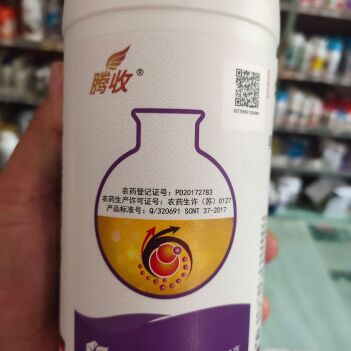 腾收®
农药登记证号：PD20172783
农药生产许可证号：农药生许（苏）0127
产品标准号：Q/320691 SCNT 37-2017